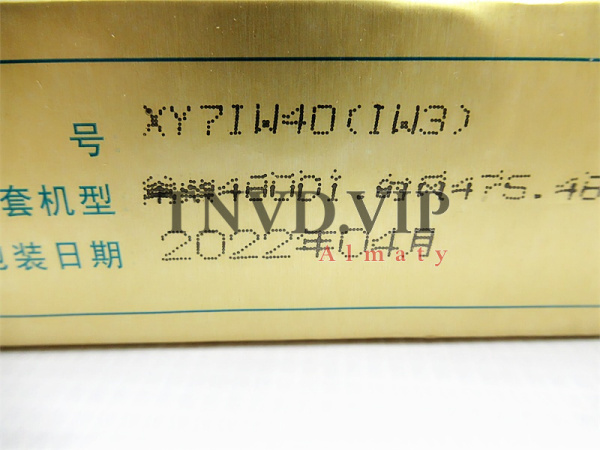 号 XY7IW40(IW3)
套机型
TNVD.VIP
装日期 2022年04月
Almaty